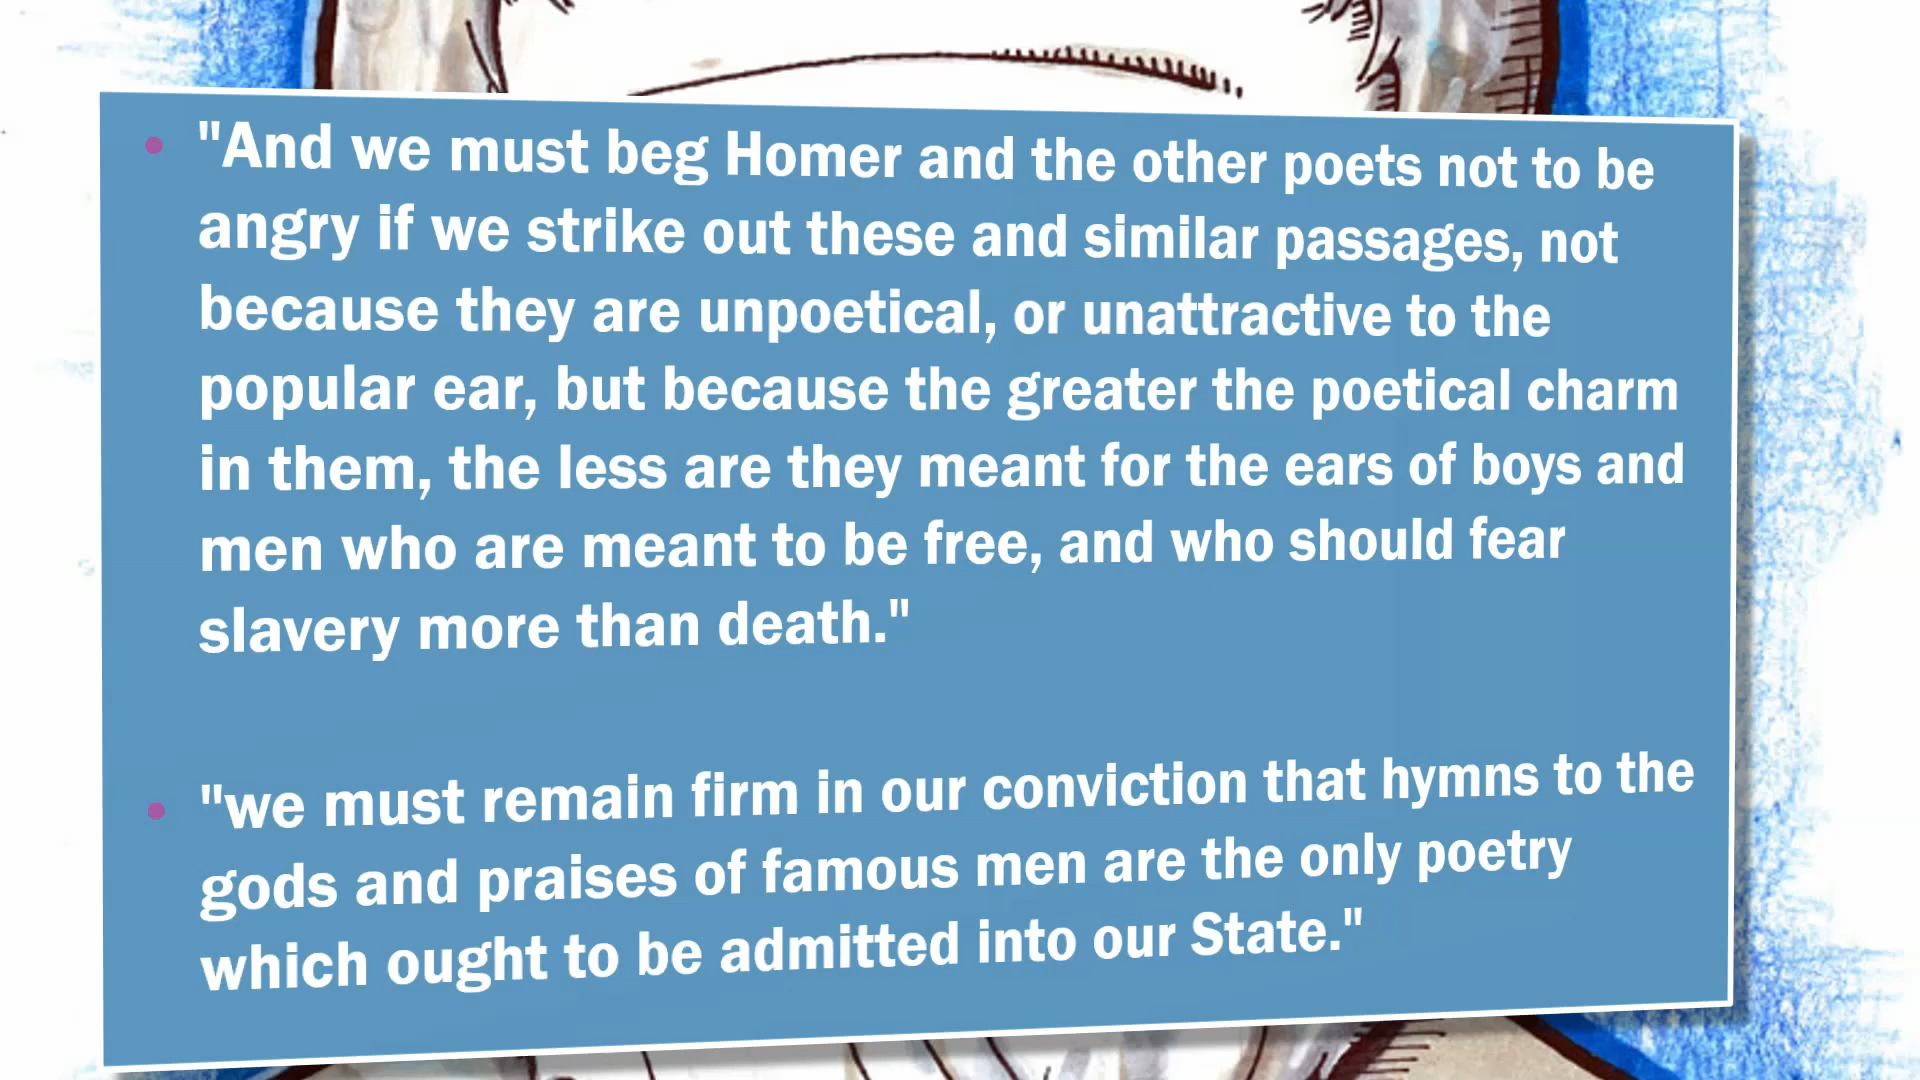 • "And we must beg Homer and the other poets not to be
angry if we strike out these and similar passages, not
because they are unpoetical, or unattractive to the
popular ear, but because the greater the poetical charm
in them, the less are they meant for the ears of boys and
men who are meant to be free, and who should fear
slavery more than death."
• "we must remain firm in our conviction that hymns to the
gods and praises of famous men are the only poetry
which ought to be admitted into our State."